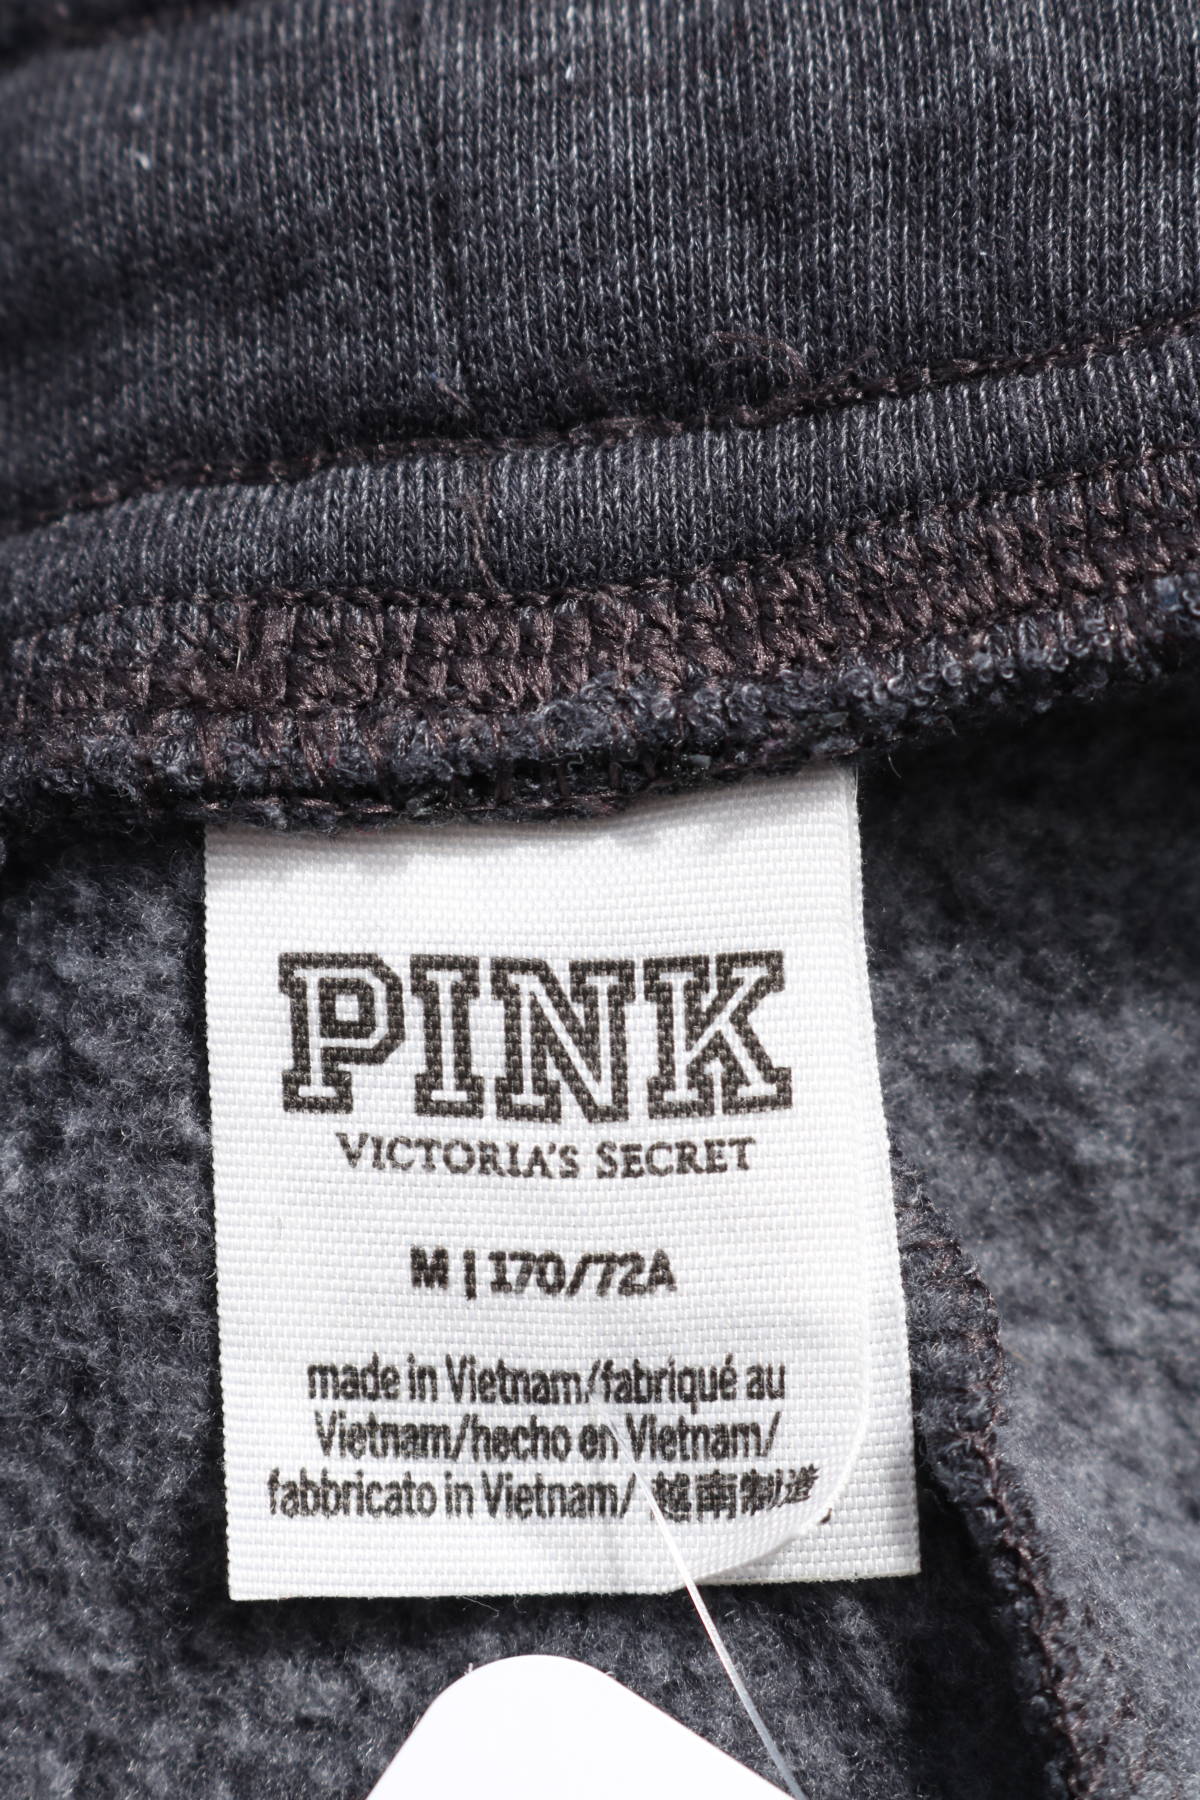 PINK
VICTORIA'S SECRET
M | 170/72A
made in Vietnam/fabriqué au
Vietnam/hecho en Vietnam/
fabbricato in Vietnam/ 越南制造